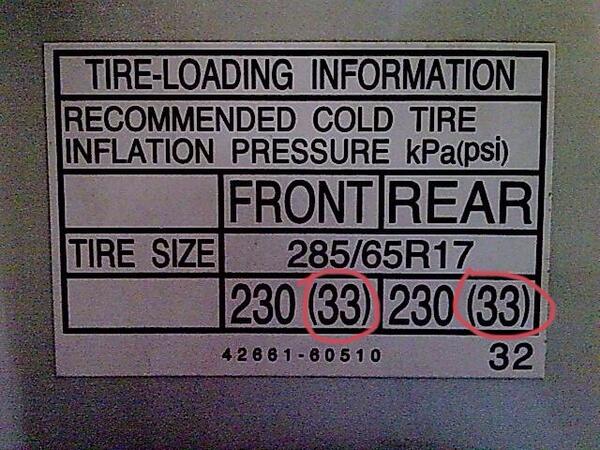 TIRE-LOADING INFORMATION
RECOMMENDED COLD TIRE
INFLATION PRESSURE kPa(psi)
FRONT REAR
TIRE SIZE 285/65R17
230 (33) 230 (33)
42661-60510 32